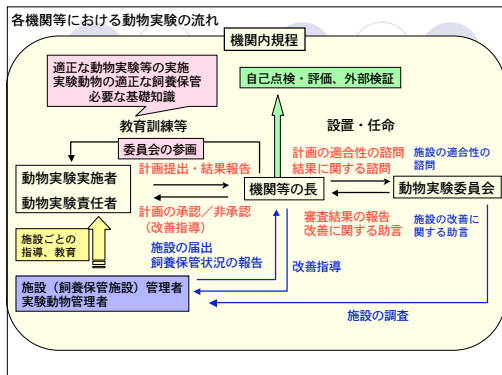 各機関等における動物実験の流れ
機関内規程
適正な動物実験等の実施
実験動物の適正な飼養保管
必要な基礎知識
自己点検・評価、外部検証
教育訓練等
設置・任命
委員会の参画
計画提出・結果報告
計画の適合性の諮問
結果に関する諮問
施設の適合性の
諮問
動物実験実施者
動物実験責任者
機関等の長
動物実験委員会
計画の承認／非承認
（改善指導）
審査結果の報告
改善に関する助言
施設の改善に
関する助言
施設ごとの
指導、教育
施設の届出
飼養保管状況の報告
改善指導
施設（飼養保管施設）管理者
実験動物管理者
施設の調査